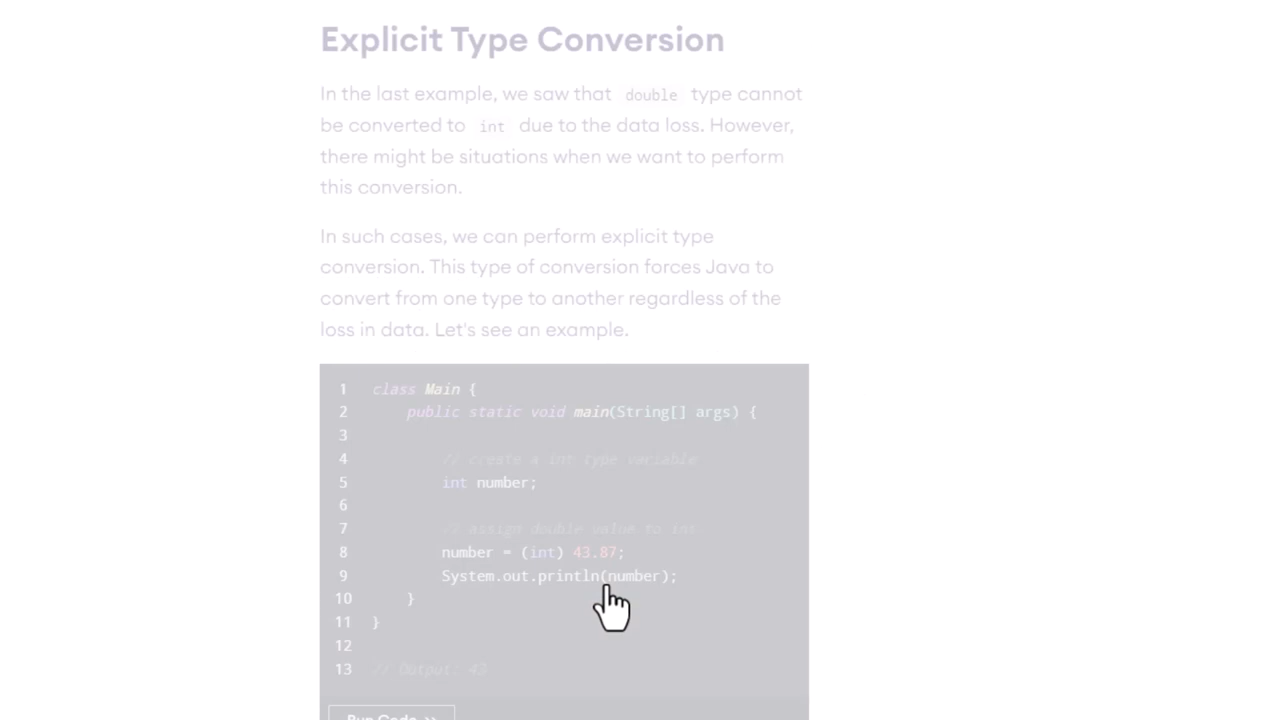 Explicit Type Conversion
In the last example, we saw that double type cannot
be converted to int due to the data loss. However,
there might be situations when we want to perform
this conversion.
In such cases, we can perform explicit type
conversion. This type of conversion forces Java to
convert from one type to another regardless of the
loss in data. Let's see an example.
1 class Main {
2 public static void main(String[] args) {
3
4 // create a int type variable
5 int number;
6
7 // assign double value to int
8 number = (int) 43.87;
9 System.out.println(number);
10 }
11 }
12
13 // Output: 43
Run Code >>